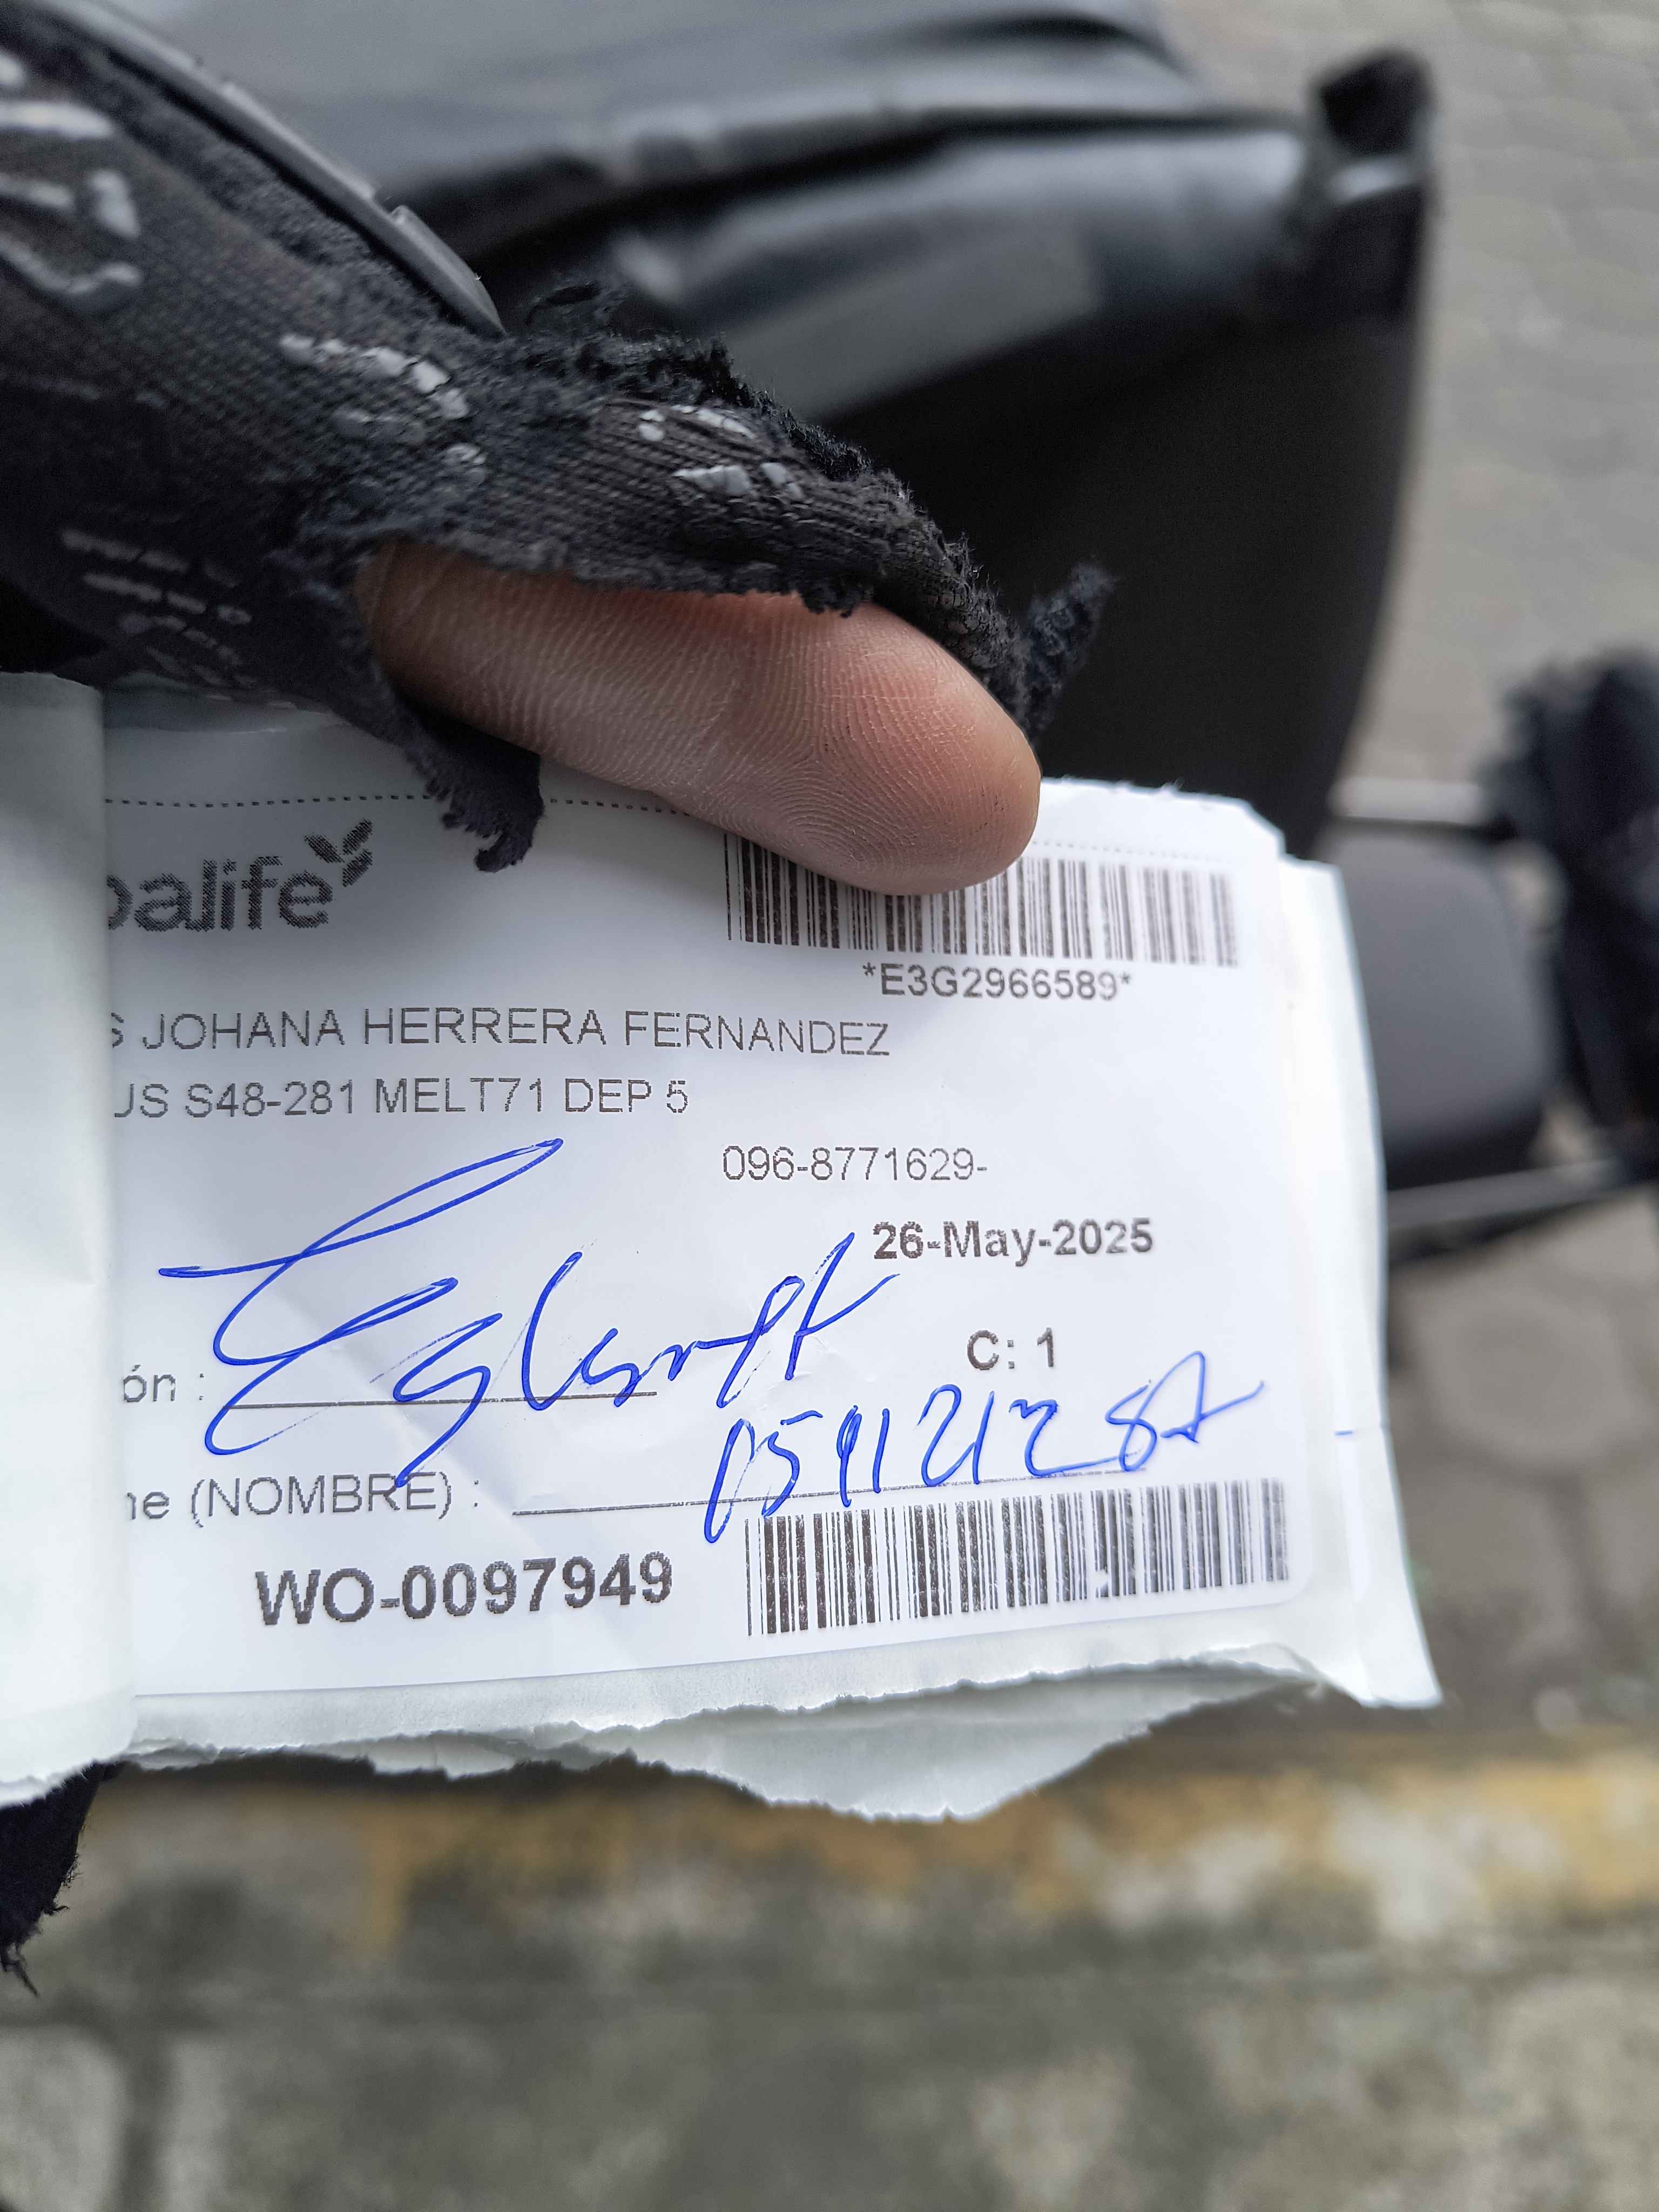 balife
*E3G2966589*
S JOHANA HERRERA FERNANDEZ
US S48-281 MELT71 DEP 5
096-8771629-
26-May-2025
C: 1
ón :
ne (NOMBRE) :
WO-0097949